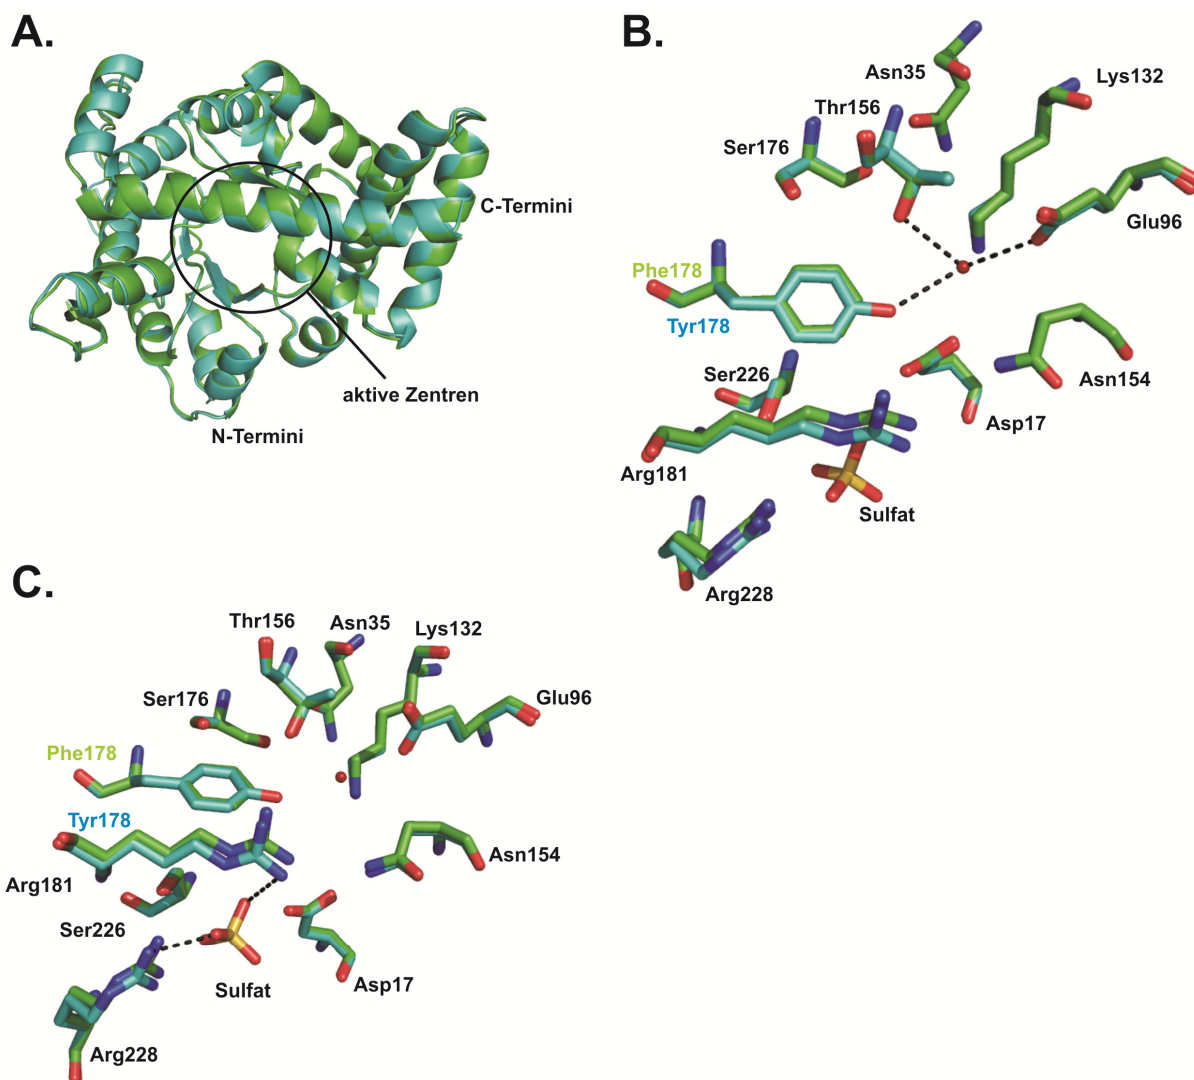 A.
C-Termini
aktive Zentren
N-Termini
B.
Asn35
Lys132
Thr156
Ser176
Glu96
Phe178
Tyr178
Ser226
Asn154
Asp17
Arg181
Sulfat
Arg228
C.
Thr156
Asn35
Lys132
Ser176
Glu96
Phe178
Tyr178
Asn154
Arg181
Ser226
Asp17
Sulfat
Arg228